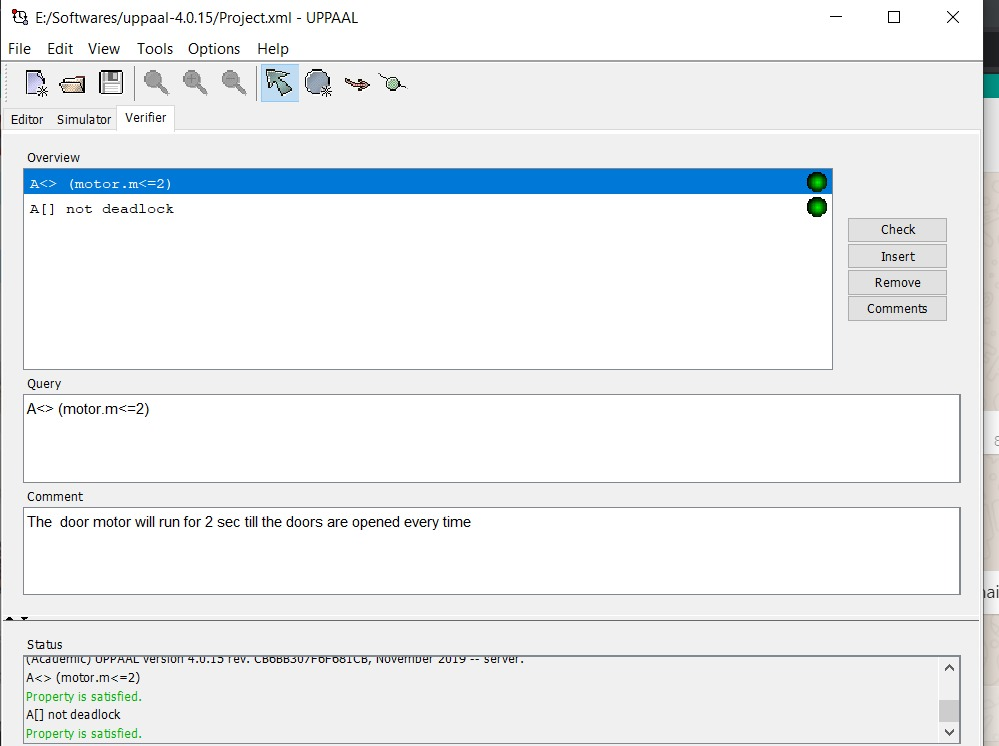 E:/Softwares/uppaal-4.0.15/Project.xml - UPPAAL
File Edit View Tools Options Help
Editor Simulator Verifier
Overview
A<> (motor.m<=2)
A[] not deadlock
Check
Insert
Remove
Comments
Query
A<> (motor.m<=2)
Comment
The  door motor will run for 2 sec till the doors are opened every time
Status
(Academic) UPPAAL version 4.0.15 rev. CB6BB307F6F681CB, November 2019 -- server.
A<> (motor.m<=2)
Property is satisfied.
A[] not deadlock
Property is satisfied.